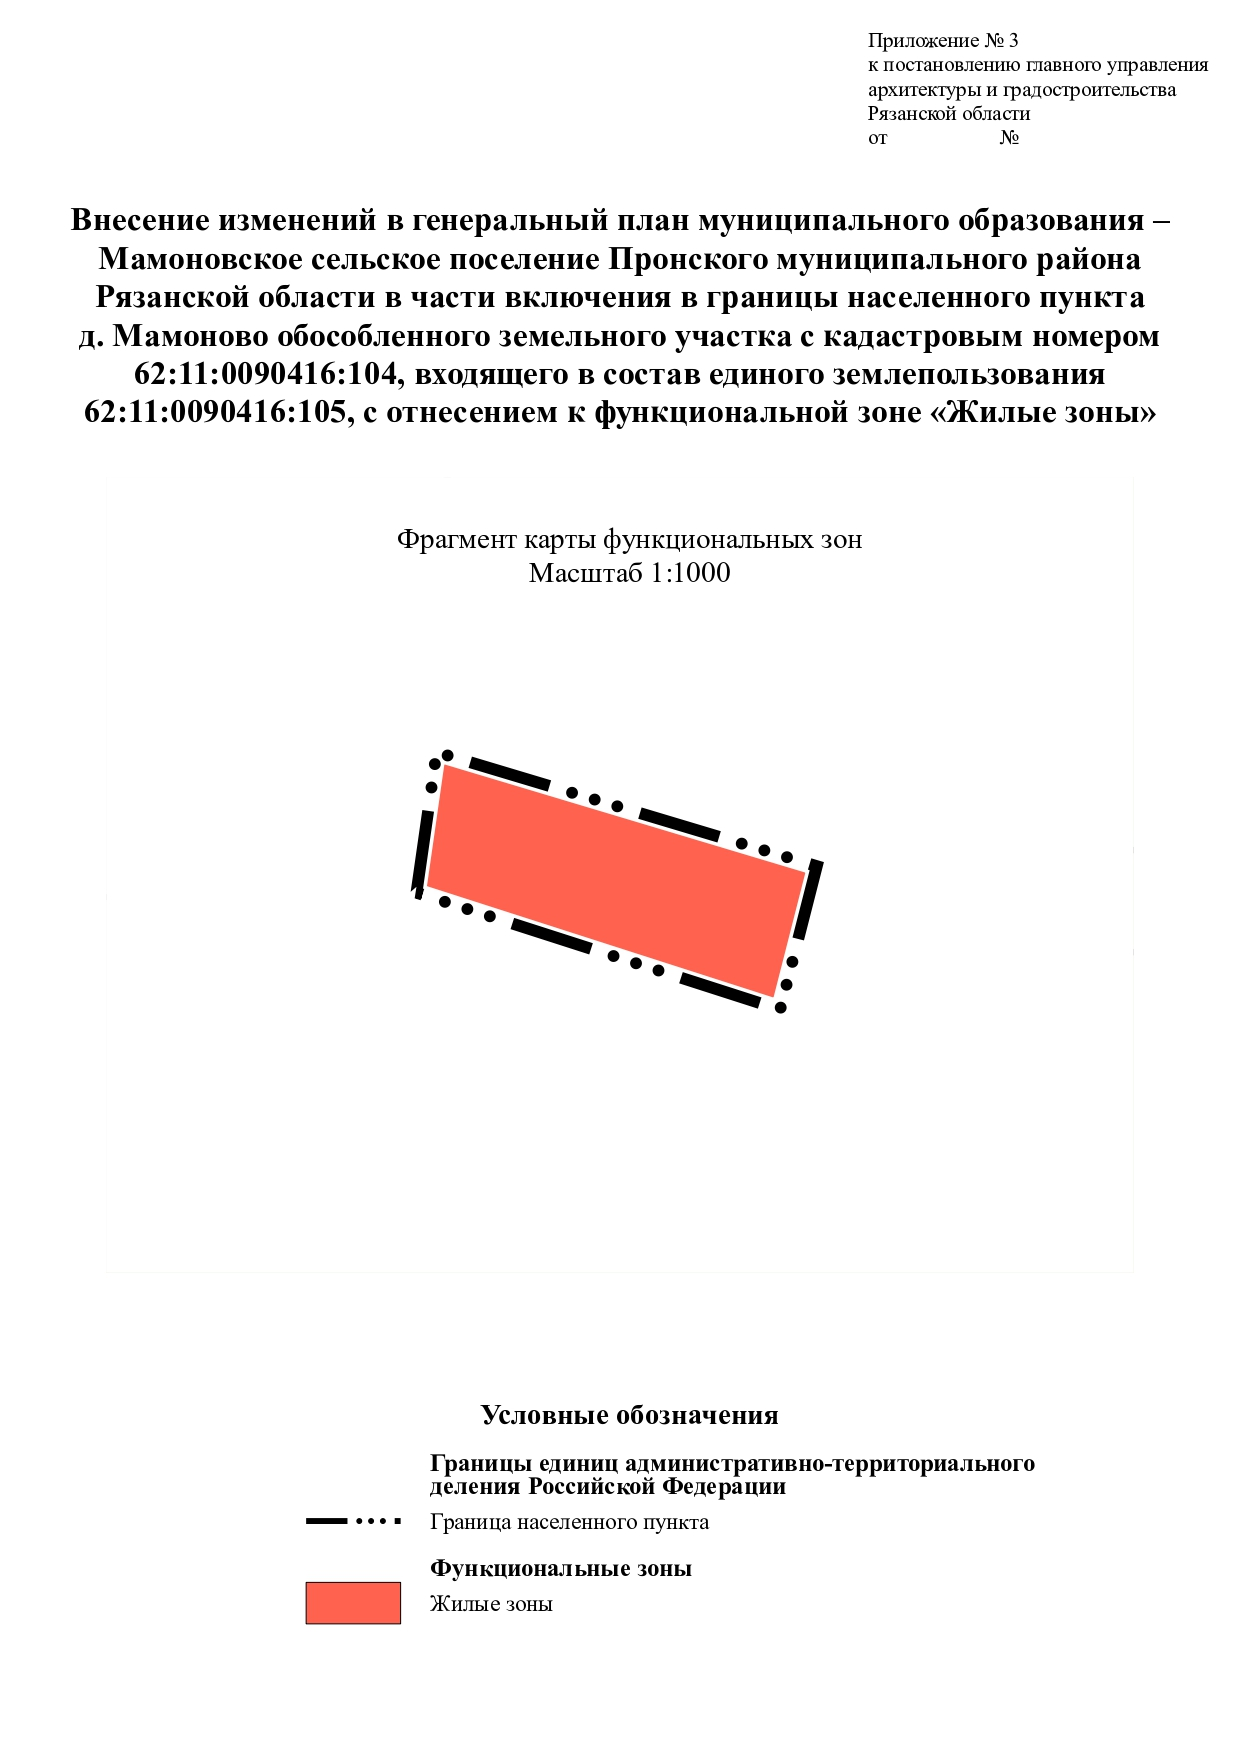 Приложение № 3
к постановлению главного управления
архитектуры и градостроительства
Рязанской области
от №
Внесение изменений в генеральный план муниципального образования –
Мамоновское сельское поселение Пронского муниципального района
Рязанской области в части включения в границы населенного пункта
д. Мамоново обособленного земельного участка с кадастровым номером
62:11:0090416:104, входящего в состав единого землепользования
62:11:0090416:105, с отнесением к функциональной зоне «Жилые зоны»
Фрагмент карты функциональных зон
Масштаб 1:1000
Условные обозначения
Границы единиц административно-территориального
деления Российской Федерации
Граница населенного пункта
Функциональные зоны
Жилые зоны